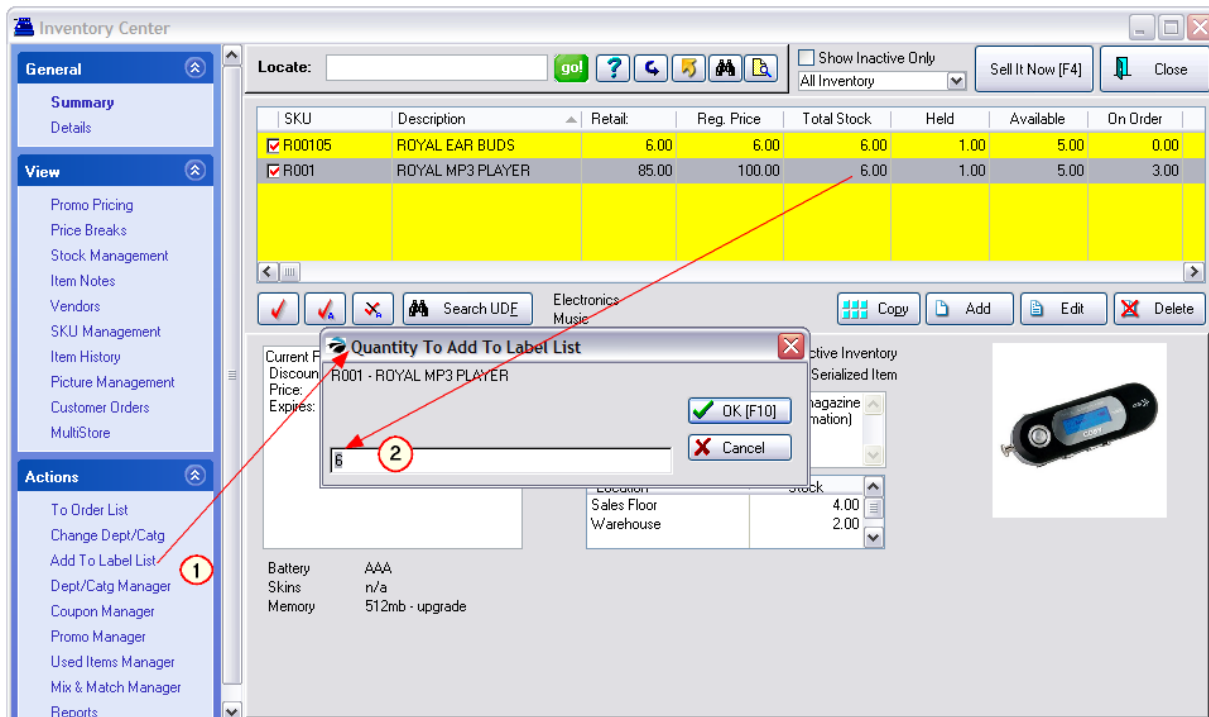 Inventory Center
General
Summary
Details
View
Promo Pricing
Price Breaks
Stock Management
Item Notes
Vendors
SKU Management
Item History
Picture Management
Customer Orders
MultiStore
Actions
To Order List
Change Dept/Catg
Add To Label List
1
Dept/Catg Manager
Coupon Manager
Promo Manager
Used Items Manager
Mix & Match Manager
Reports
Locate: go! ? Show Inactive Only
All Inventory
Sell It Now [F4] Close
SKU Description Retail: Reg. Price Total Stock Held Available On Order
R00105 ROYAL EAR BUDS 6.00 6.00 6.00 1.00 5.00 0.00
R001 ROYAL MP3 PLAYER 85.00 100.00 6.00 1.00 5.00 3.00
Search UDF Electronics
Music
Copy Add Edit Delete
Quantity To Add To Label List
R001 - ROYAL MP3 PLAYER
OK [F10]
Cancel
6
2
Current
Price:
Expires:
Inventory
Serialized Item
Location Stock
Sales Floor 4.00
Warehouse 2.00
Battery AAA
Skins n/a
Memory 512mb - upgrade